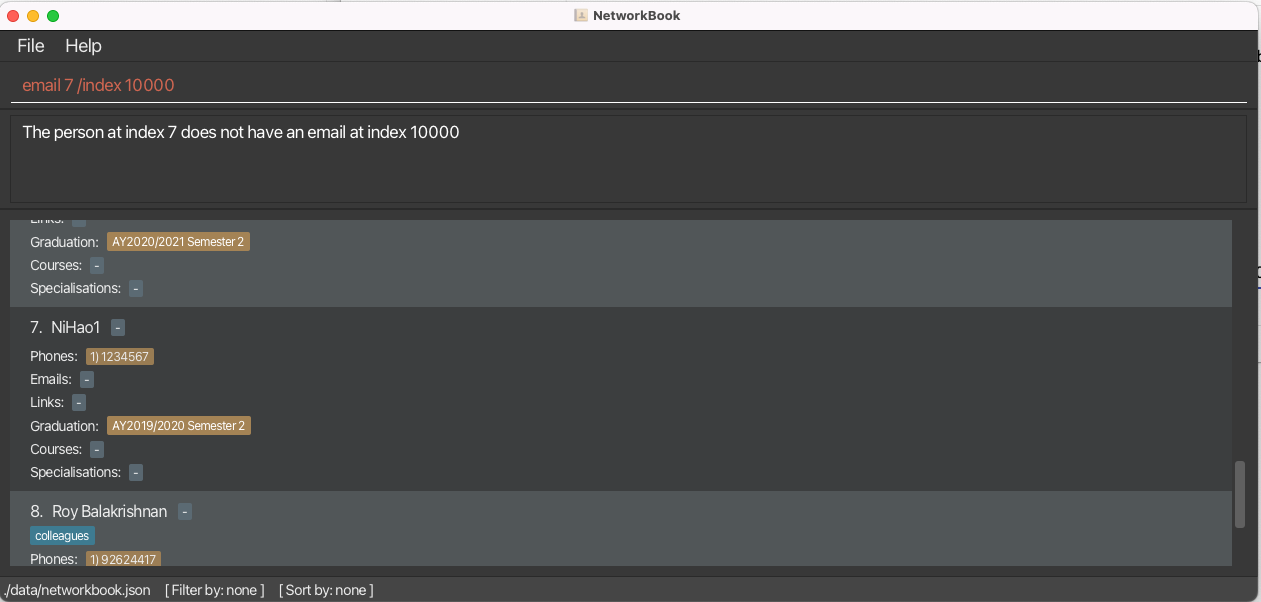 NetworkBook
File Help
email 7 /index 10000
The person at index 7 does not have an email at index 10000
Links: -
Graduation: AY2020/2021 Semester 2
Courses: -
Specialisations: -
7. NiHao1 -
Phones: 1) 1234567
Emails: -
Links: -
Graduation: AY2019/2020 Semester 2
Courses: -
Specialisations: -
8. Roy Balakrishnan -
colleagues
Phones: 1) 92624417
./data/networkbook.json [ Filter by: none ] [ Sort by: none ]